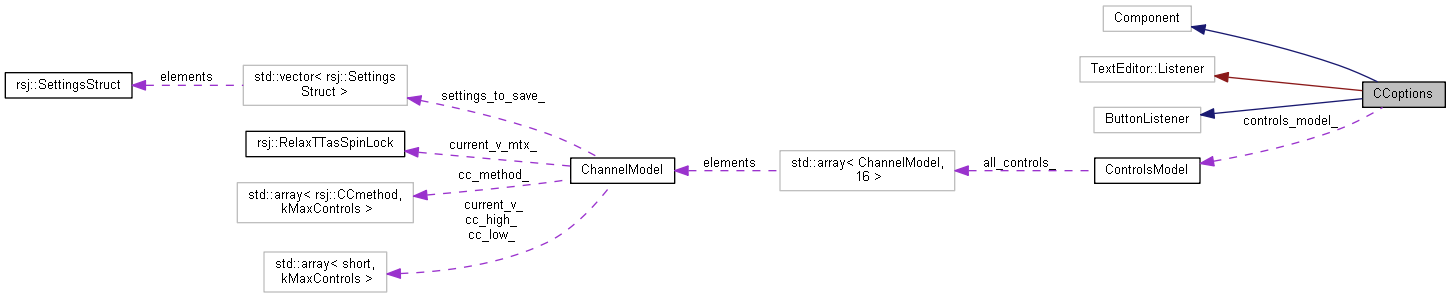 Component
TextEditor::Listener
CCoptions
ButtonListener
controls_model_
ControlsModel
all_controls_
std::array< ChannelModel,
16 >
elements
ChannelModel
settings_to_save_
current_v_mtx_
cc_method_
current_v_
cc_high_
cc_low_
std::vector< rsj::Settings
Struct >
elements
rsj::SettingsStruct
rsj::RelaxTTasSpinLock
std::array< rsj::CCmethod,
kMaxControls >
std::array< short,
kMaxControls >